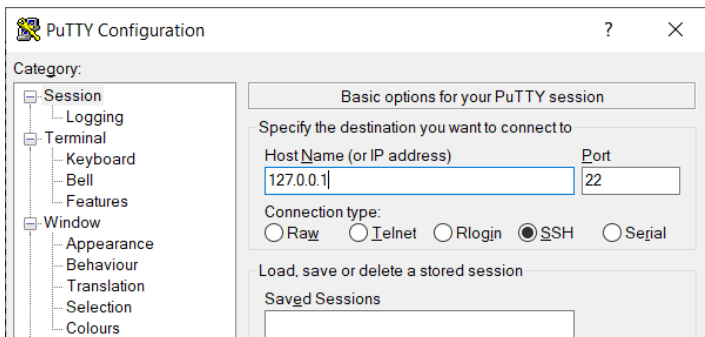 PuTTY Configuration
?
Category:
Session
Logging
Terminal
Keyboard
Bell
Features
Window
Appearance
Behaviour
Translation
Selection
Colours
Basic options for your PuTTY session
Specify the destination you want to connect to
Host Name (or IP address) Port
127.0.0.1 22
Connection type:
Raw Telnet Rlogin SSH Serial
Load, save or delete a stored session
Saved Sessions